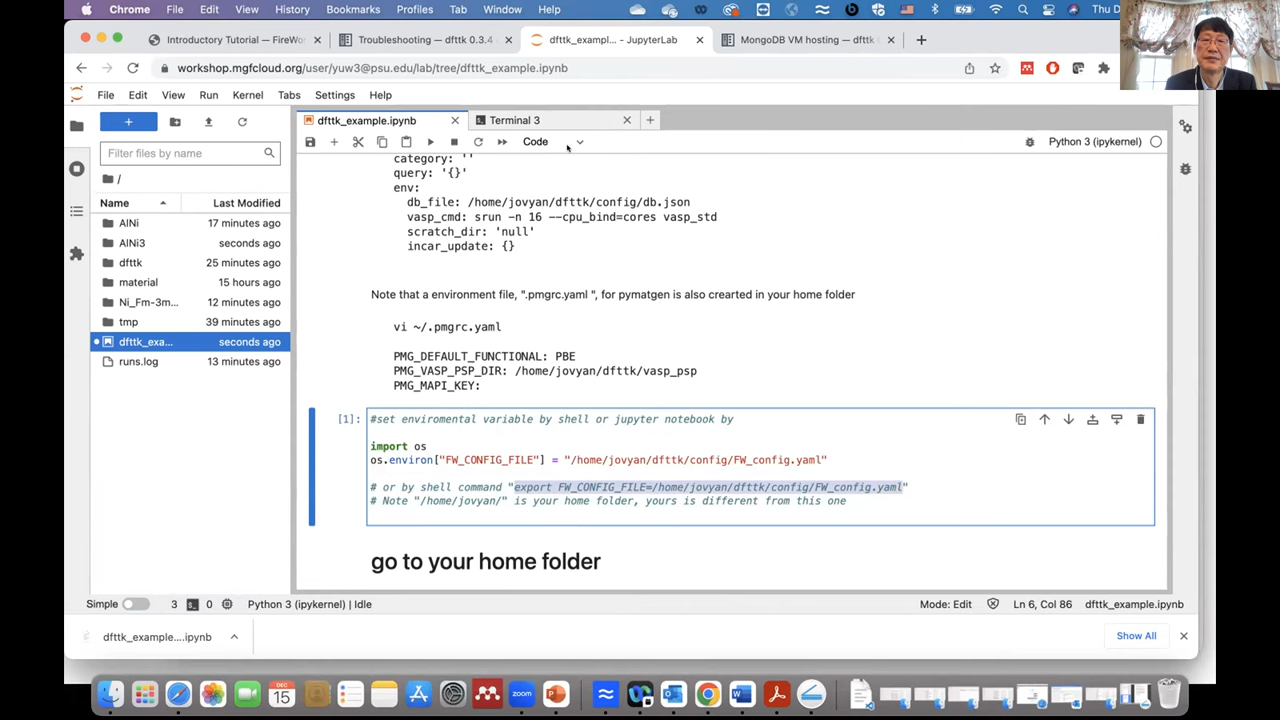 Chrome File Edit View History Bookmarks Profiles Tab Window Help Thu D
Introductory Tutorial — FireWo
Troubleshooting — dfttk 0.3.4
dfttk_exampl... - JupyterLab
MongoDB VM hosting — dfttk
workshop.mgfcloud.org/user/yuw3@psu.edu/lab/tree/dfttk_example.ipynb
File Edit View Run Kernel Tabs Settings Help
dfttk_example.ipynb
Terminal 3
Filter files by name
Code
Python 3 (ipykernel)
/
Name Last Modified
AlNi 17 minutes ago
AlNi3 seconds ago
dfttk 25 minutes ago
material 15 hours ago
Ni_Fm-3m... 12 minutes ago
tmp 39 minutes ago
dfttk_exa... seconds ago
runs.log 13 minutes ago
category: ''
query: '{}'
env:
db_file: /home/jovyan/dfttk/config/db.json
vasp_cmd: srun -n 16 --cpu_bind=cores vasp_std
scratch_dir: 'null'
incar_update: {}
Note that a environment file, ".pmgrc.yaml ", for pymatgen is also crearted in your home folder
vi ~/.pmgrc.yaml
PMG_DEFAULT_FUNCTIONAL: PBE
PMG_VASP_PSP_DIR: /home/jovyan/dfttk/vasp_psp
PMG_MAPI_KEY:
[1]:
#set enviromental variable by shell or jupyter notebook by
import os
os.environ["FW_CONFIG_FILE"] = "/home/jovyan/dfttk/config/FW_config.yaml"
# or by shell command "export FW_CONFIG_FILE=/home/jovyan/dfttk/config/FW_config.yaml"
# Note "/home/jovyan/" is your home folder, yours is different from this one
go to your home folder
Simple 3 0 Python 3 (ipykernel) | Idle Mode: Edit Ln 6, Col 86 dfttk_example.ipynb
dfttk_example....ipynb
Show All
DEC
15
zoom